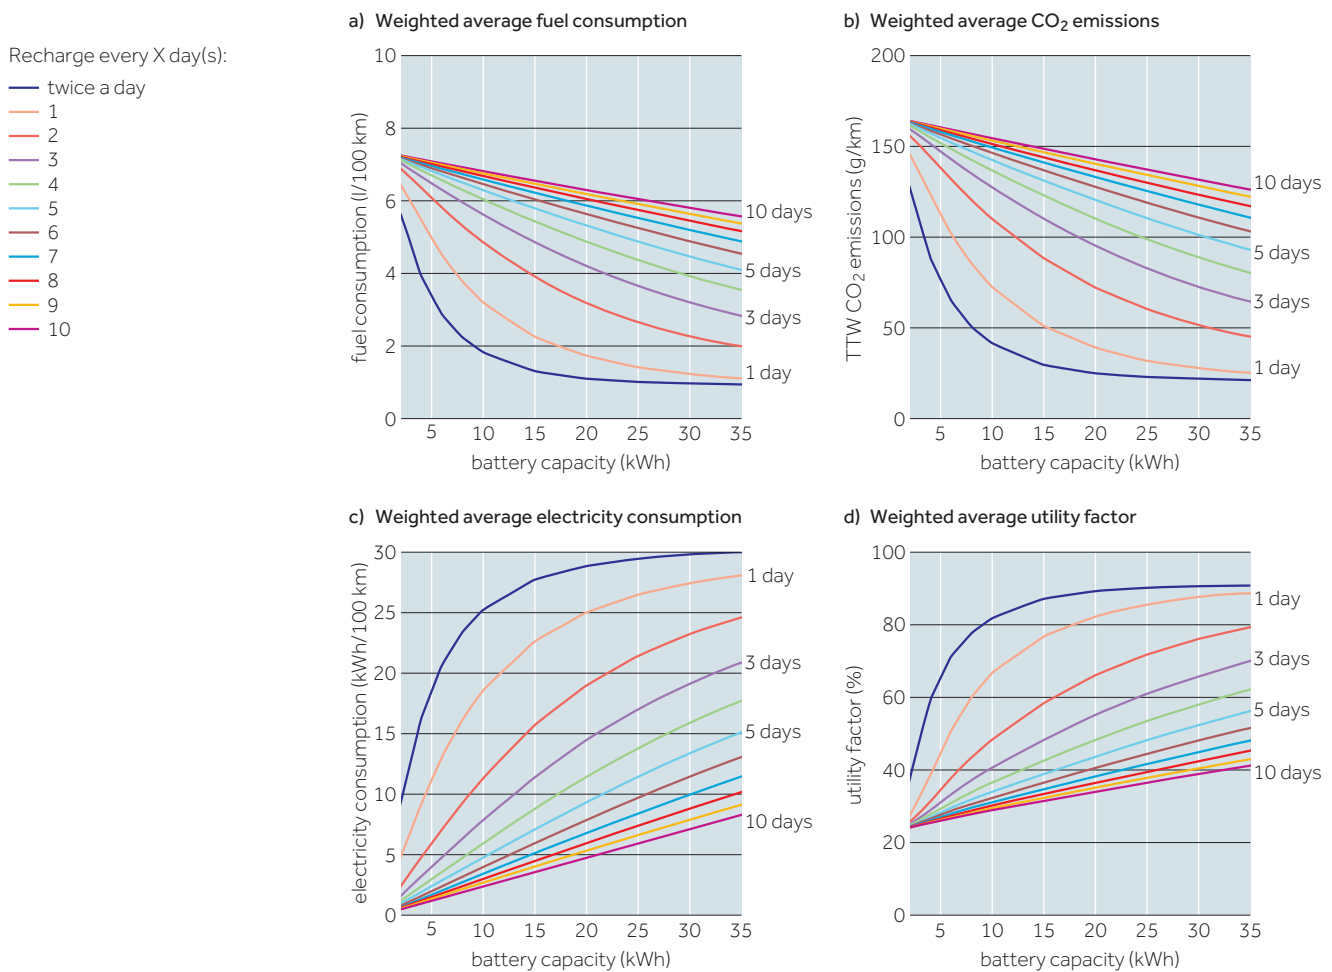 Recharge every X day(s):
twice a day
1
2
3
4
5
6
7
8
9
10
a) Weighted average fuel consumption
fuel consumption (l/100 km)
10
8
6
4
2
0
5 10 15 20 25 30 35
battery capacity (kWh)
10 days
5 days
3 days
1 day
b) Weighted average CO₂ emissions
TTW CO₂ emissions (g/km)
200
150
100
50
0
5 10 15 20 25 30 35
battery capacity (kWh)
10 days
5 days
3 days
1 day
c) Weighted average electricity consumption
electricity consumption (kWh/100 km)
30
25
20
15
10
5
0
5 10 15 20 25 30 35
battery capacity (kWh)
1 day
3 days
5 days
10 days
d) Weighted average utility factor
utility factor (%)
100
80
60
40
20
0
5 10 15 20 25 30 35
battery capacity (kWh)
1 day
3 days
5 days
10 days